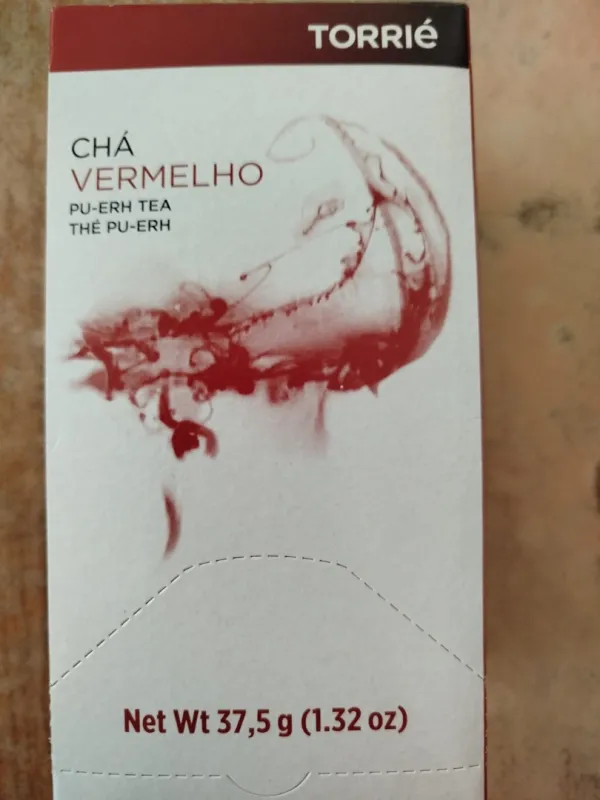 TORRIÉ
CHÁ
VERMELHO
PU-ERH TEA
THÉ PU-ERH
Net Wt 37,5 g (1.32 oz)